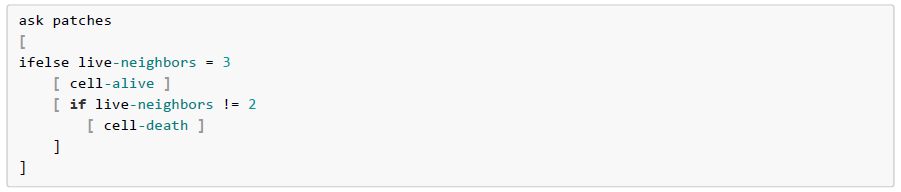 ask patches
[
ifelse live-neighbors = 3
    [ cell-alive ]
    [ if live-neighbors != 2
        [ cell-death ]
    ]
]